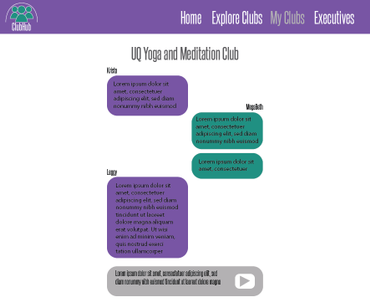 Home Explore Clubs My Clubs Executives
ClubHub
UQ Yoga and Meditation Club
Kristy
Lorem ipsum dolor sit
amet, consectetuer
adipiscing elit, sed diam
nonummy nibh euismod
MegaBeth
Lorem ipsum dolor sit
amet, consectetuer
adipiscing elit, sed diam
nonummy nibh euismod
Lorem ipsum dolor sit
amet, consectetuer
Loopy
Lorem ipsum dolor sit
amet, consectetuer
adipiscing elit, sed diam
nonummy nibh euismod
tincidunt ut laoreet
dolore magna aliquam
erat volutpat. Ut wisi
enim ad minim veniam,
quis nostrud exerci
tation ullamcorper
Lorem ipsum dolor sit amet, consectetuer adipiscing elit, sed
diam nonummy nibh euismod tincidunt ut laoreet dolore magna